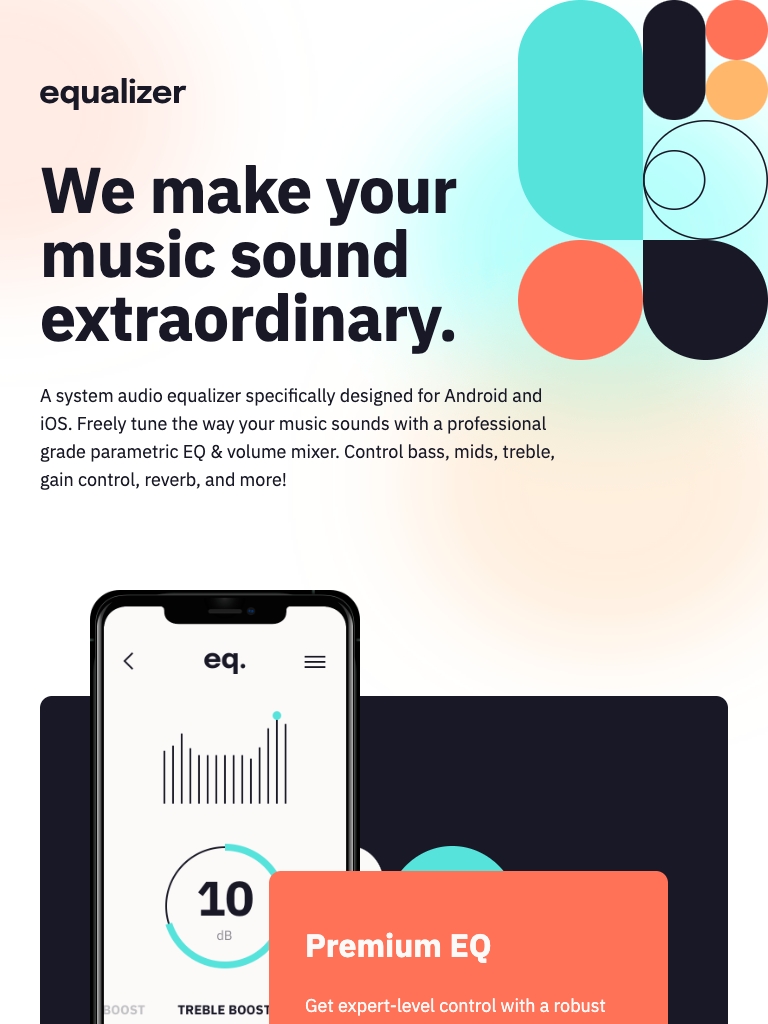 equalizer
We make your
music sound
extraordinary.
A system audio equalizer specifically designed for Android and
iOS. Freely tune the way your music sounds with a professional
grade parametric EQ & volume mixer. Control bass, mids, treble,
gain control, reverb, and more!
eq.
10
dB
BOOST TREBLE BOOST
Premium EQ
Get expert-level control with a robust